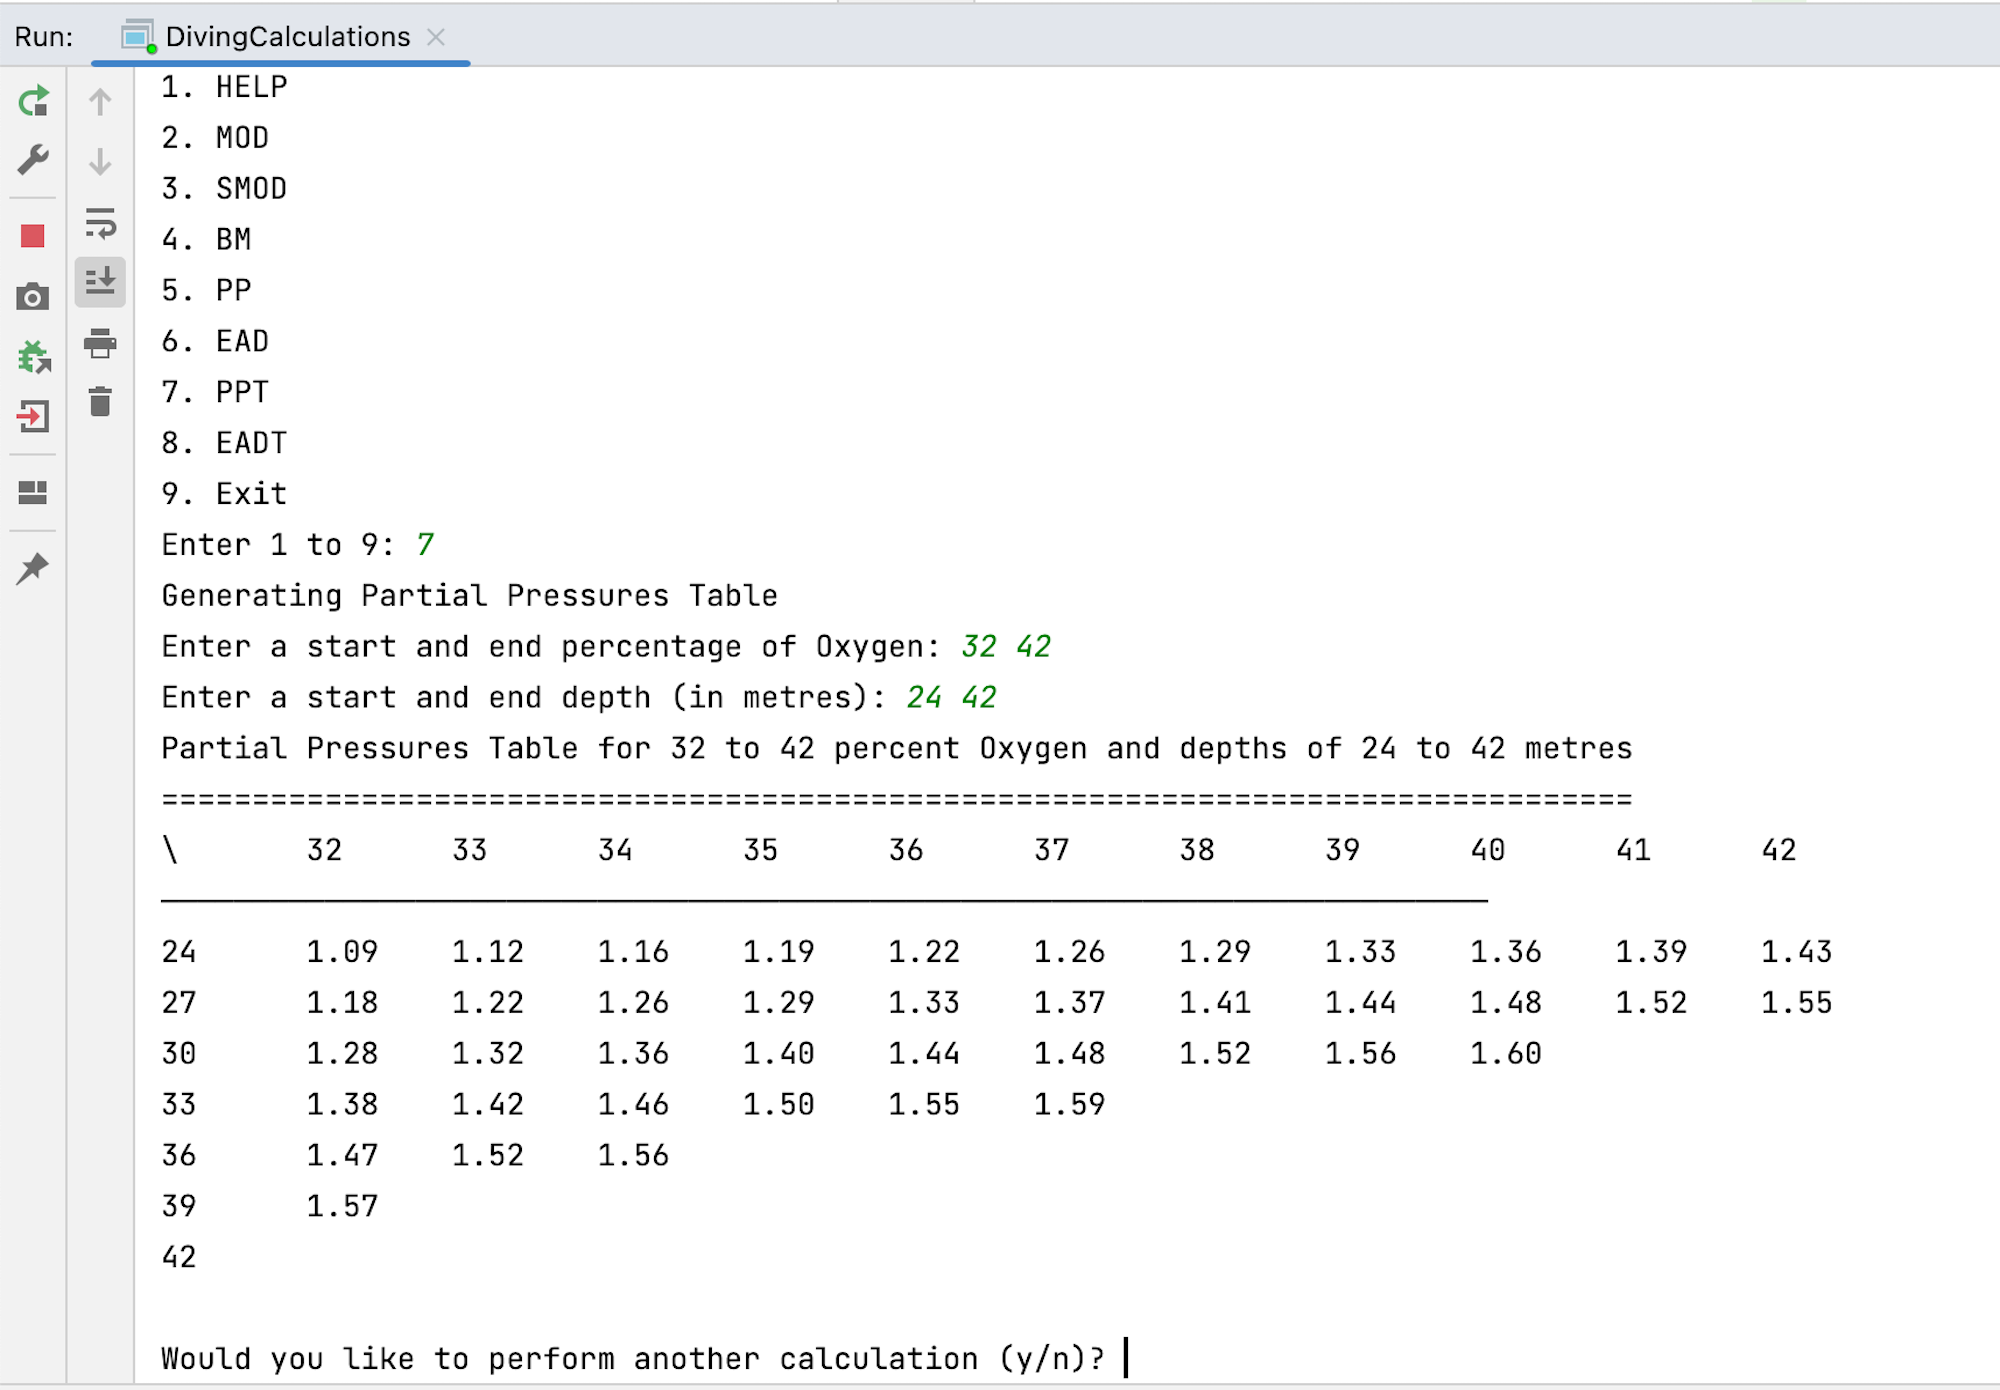 Run: DivingCalculations
1. HELP
2. MOD
3. SMOD
4. BM
5. PP
6. EAD
7. PPT
8. EADT
9. Exit
Enter 1 to 9: 7
Generating Partial Pressures Table
Enter a start and end percentage of Oxygen: 32 42
Enter a start and end depth (in metres): 24 42
Partial Pressures Table for 32 to 42 percent Oxygen and depths of 24 to 42 metres
=================================================================================
\ 32 33 34 35 36 37 38 39 40 41 42
24 1.09 1.12 1.16 1.19 1.22 1.26 1.29 1.33 1.36 1.39 1.43
27 1.18 1.22 1.26 1.29 1.33 1.37 1.41 1.44 1.48 1.52 1.55
30 1.28 1.32 1.36 1.40 1.44 1.48 1.52 1.56 1.60
33 1.38 1.42 1.46 1.50 1.55 1.59
36 1.47 1.52 1.56
39 1.57
42
Would you like to perform another calculation (y/n)?